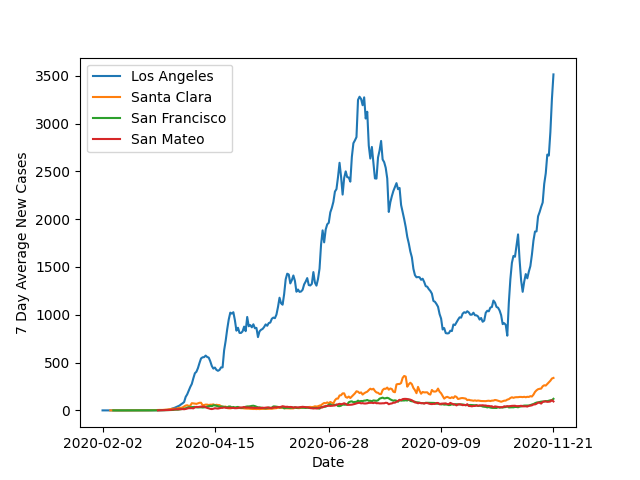 Los Angeles
Santa Clara
San Francisco
San Mateo
3500
3000
2500
2000
1500
1000
500
0
7 Day Average New Cases
2020-02-02 2020-04-15 2020-06-28 2020-09-09 2020-11-21
Date